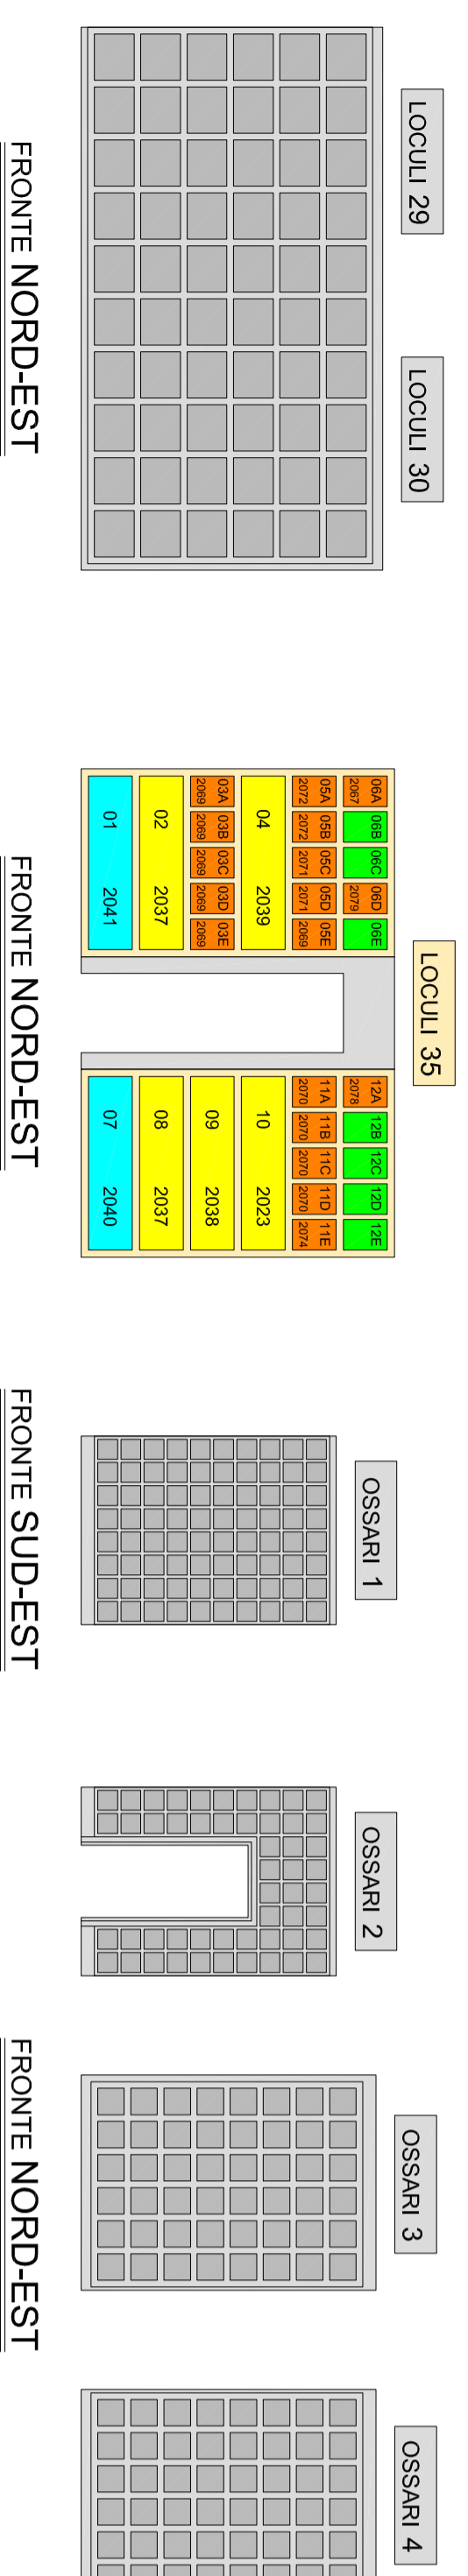 LOCULI 29
LOCULI 30
FRONTE NORD-EST
LOCULI 35
06A 06B 06C 06D 06E
2067 2079
05A 05B 05C 05D 05E
2072 2072 2071 2071 2069
04 2039
03A 03B 03C 03D 03E
2069 2069 2069 2069 2069
02 2037
01 2041
12A 12B 12C 12D 12E
2078
11A 11B 11C 11D 11E
2070 2070 2070 2070 2074
10 2023
09 2038
08 2037
07 2040
FRONTE NORD-EST
OSSARI 1
FRONTE SUD-EST
OSSARI 2
OSSARI 3
OSSARI 4
FRONTE NORD-EST